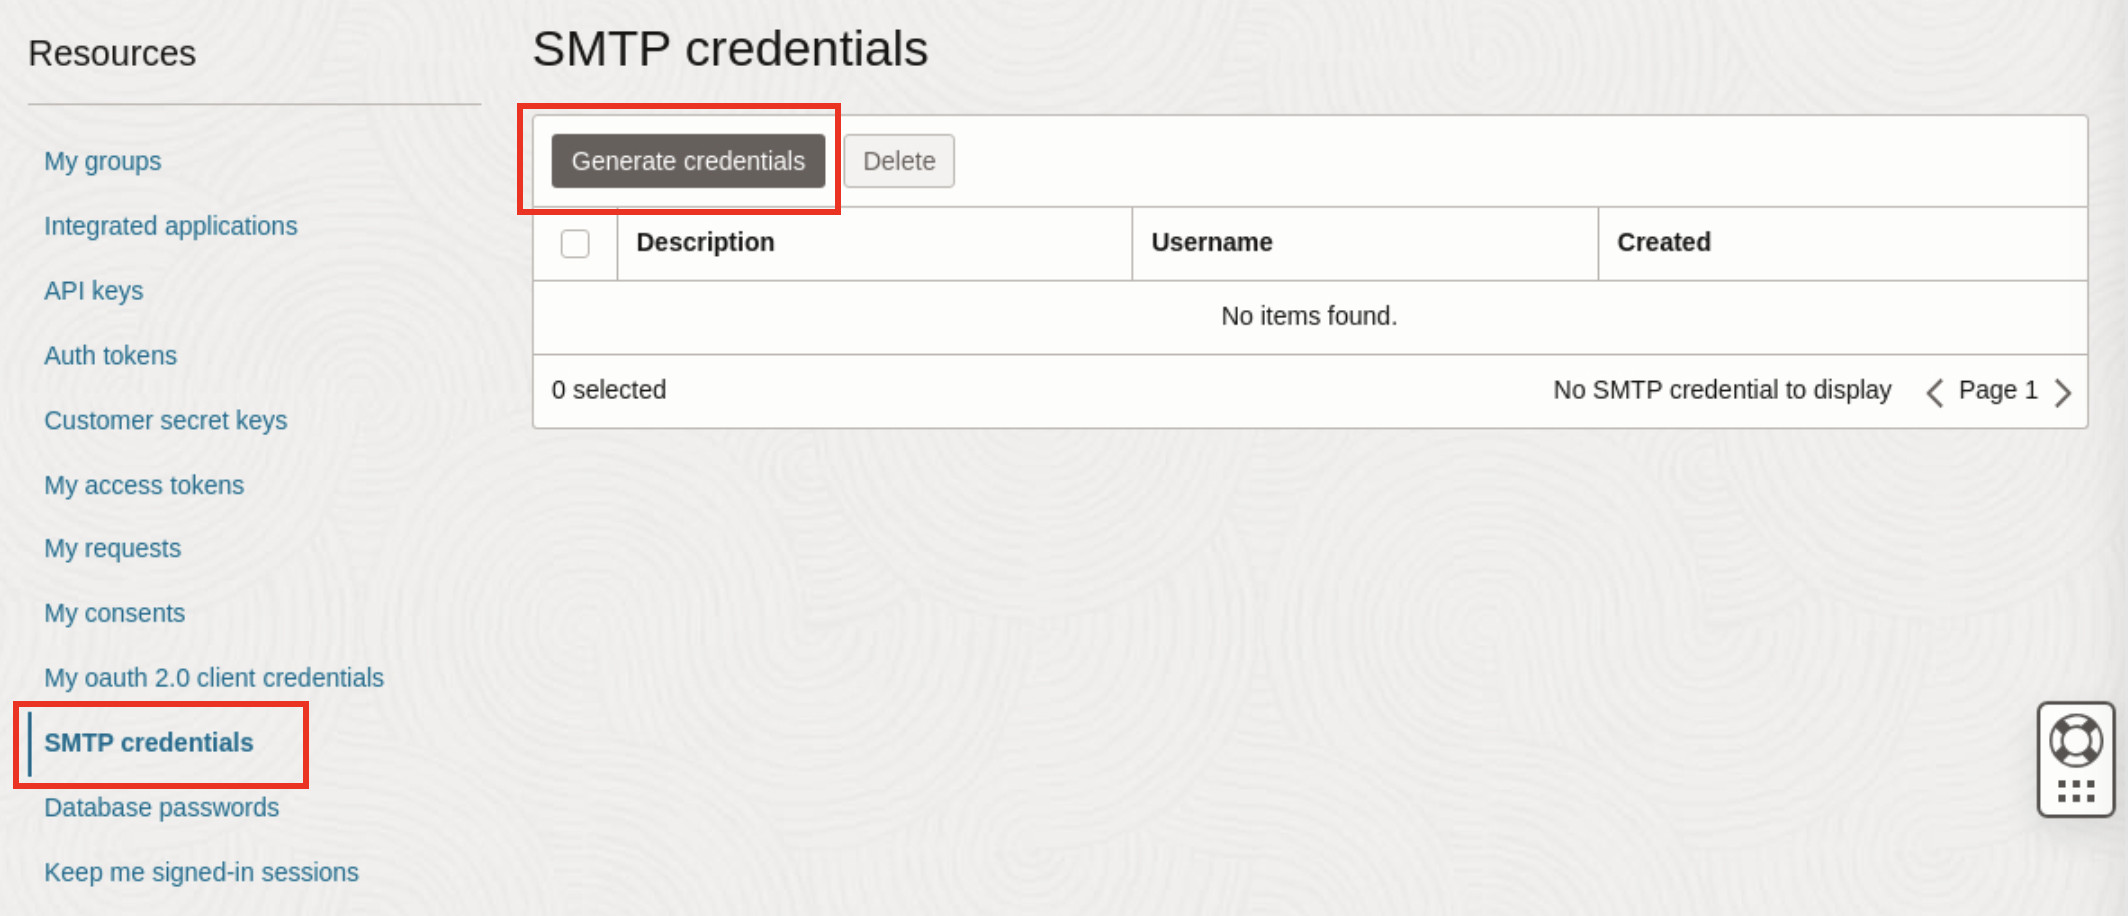 Resources
My groups
Integrated applications
API keys
Auth tokens
Customer secret keys
My access tokens
My requests
My consents
My oauth 2.0 client credentials
SMTP credentials
Database passwords
Keep me signed-in sessions
SMTP credentials
Generate credentials Delete
Description Username Created
No items found.
0 selected No SMTP credential to display Page 1